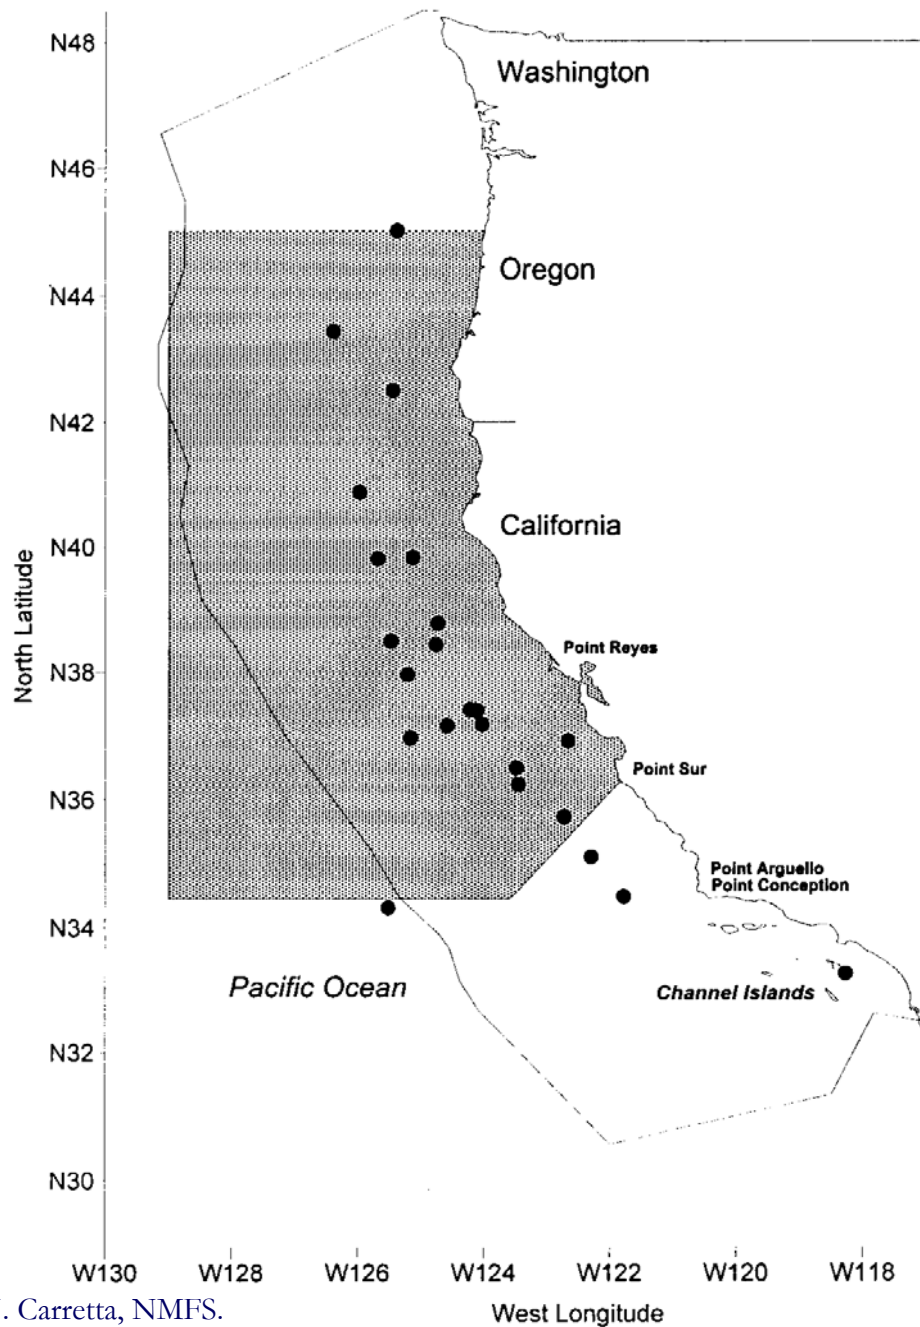 N48
Washington
N46
Oregon
N44
N42
California
N40
North Latitude
Point Reyes
N38
Point Sur
N36
Point Arguello
Point Conception
N34
Pacific Ocean
Channel Islands
N32
N30
W130 W128 W126 W124 W122 W120 W118
. Carretta, NMFS.
West Longitude